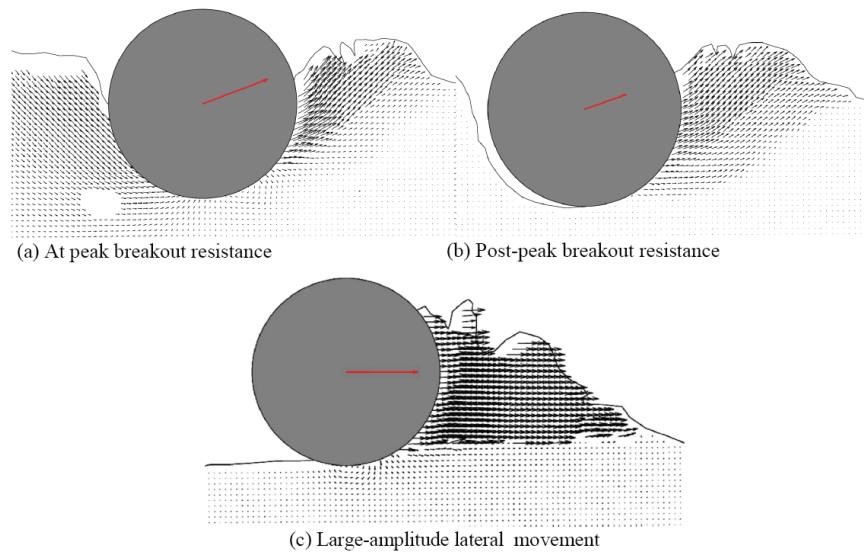 (a) At peak breakout resistance
(b) Post-peak breakout resistance
(c) Large-amplitude lateral movement